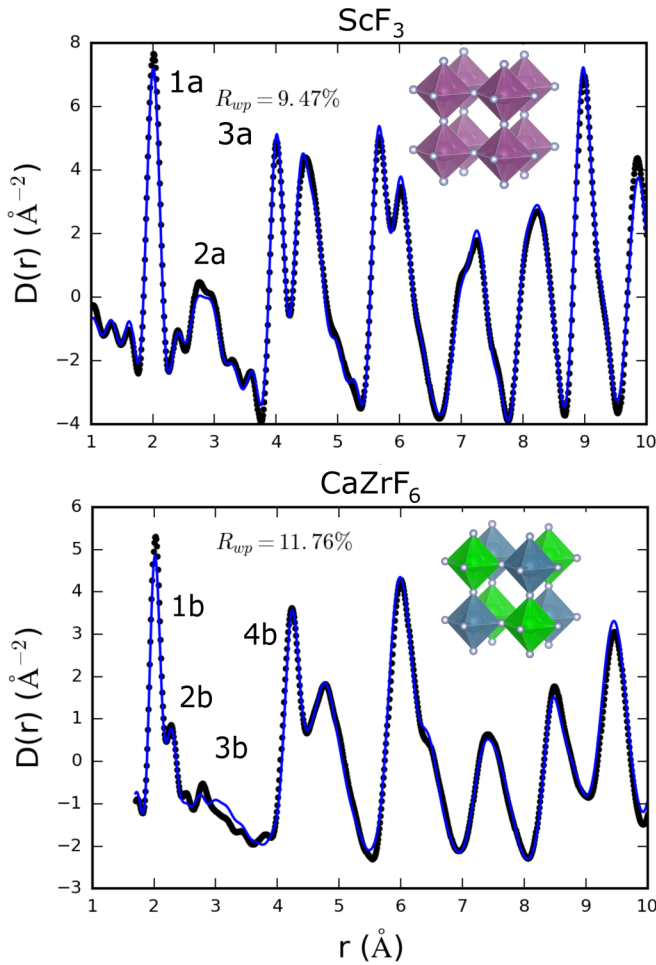 ScF₃
8
6
4
2
0
−2
−4
D(r) (Å⁻²)
1a
R_wp = 9.47%
3a
2a
1 2 3 4 5 6 7 8 9 10
CaZrF₆
6
5
4
3
2
1
0
−1
−2
−3
D(r) (Å⁻²)
R_wp = 11.76%
1b
4b
2b
3b
1 2 3 4 5 6 7 8 9 10
r (Å)